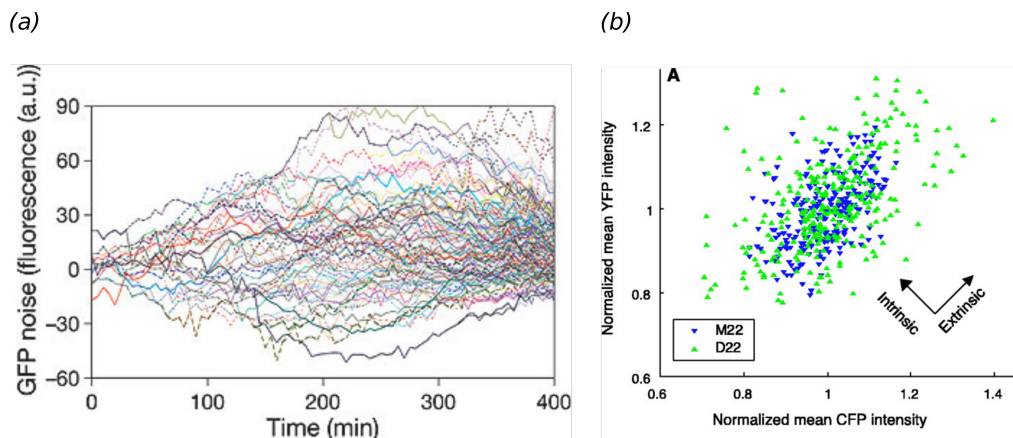 (a)
(b)
GFP noise (fluorescence (a.u.))
90
60
30
0
−30
−60
0
100
200
300
400
Time (min)
A
Normalized mean YFP intensity
1.2
1
0.8
0.6
Intrinsic
Extrinsic
M22
D22
0.6
0.8
1
1.2
1.4
Normalized mean CFP intensity